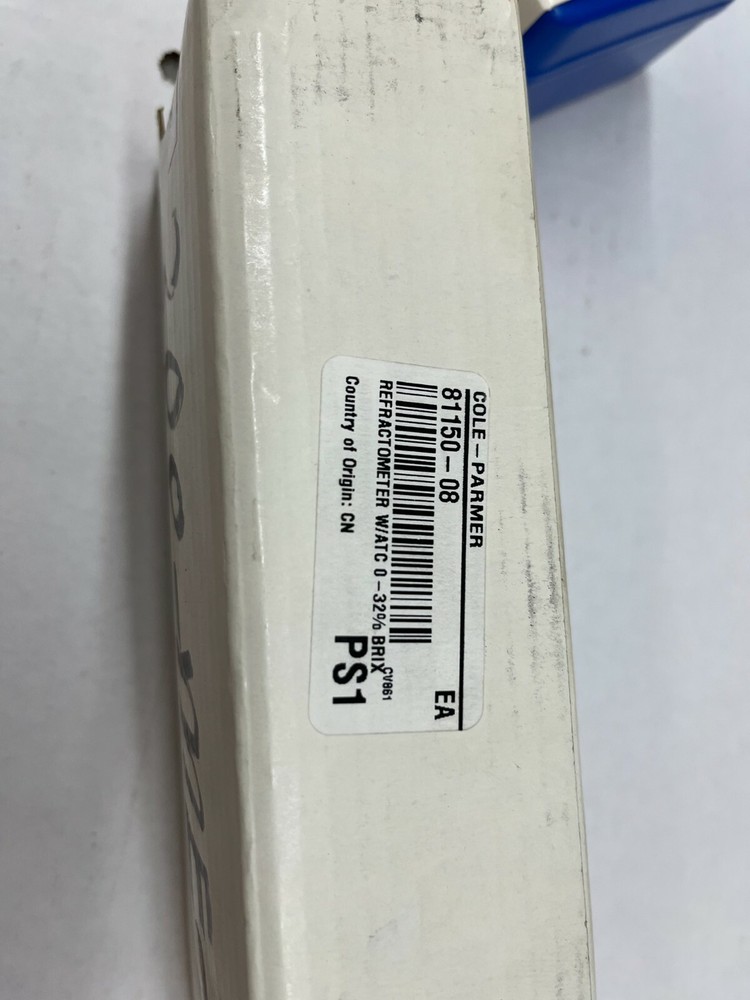 COLE-PARMER
81150-08 EA
CV861
REFRACTOMETER W/ATC 0-32% BRIX
Country of Origin: CN PS1